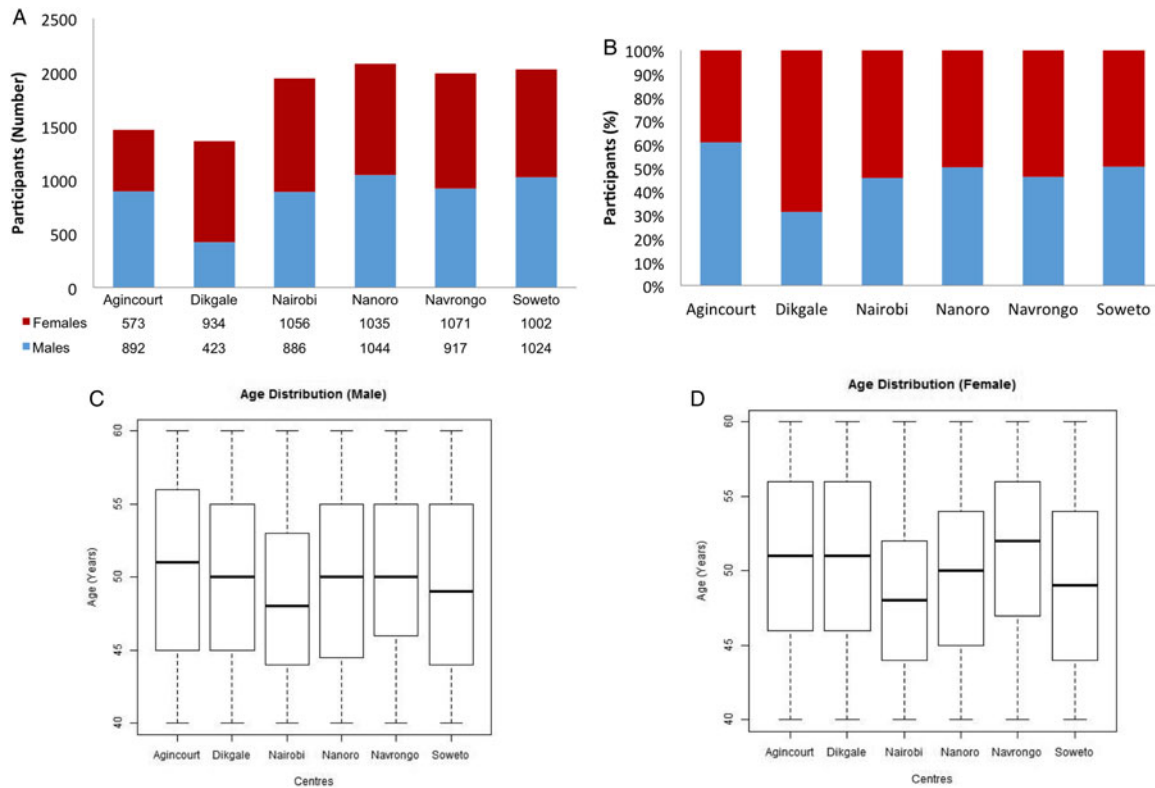 A
Participants (Number)
2500
2000
1500
1000
500
0
Agincourt Dikgale Nairobi Nanoro Navrongo Soweto
Females 573 934 1056 1035 1071 1002
Males 892 423 886 1044 917 1024
B
Participants (%)
100%
90%
80%
70%
60%
50%
40%
30%
20%
10%
0%
Agincourt Dikgale Nairobi Nanoro Navrongo Soweto
C
Age Distribution (Male)
Age (Years)
60
55
50
45
40
Agincourt Dikgale Nairobi Nanoro Navrongo Soweto
Centres
D
Age Distribution (Female)
Age (Years)
60
55
50
45
40
Agincourt Dikgale Nairobi Nanoro Navrongo Soweto
Centres